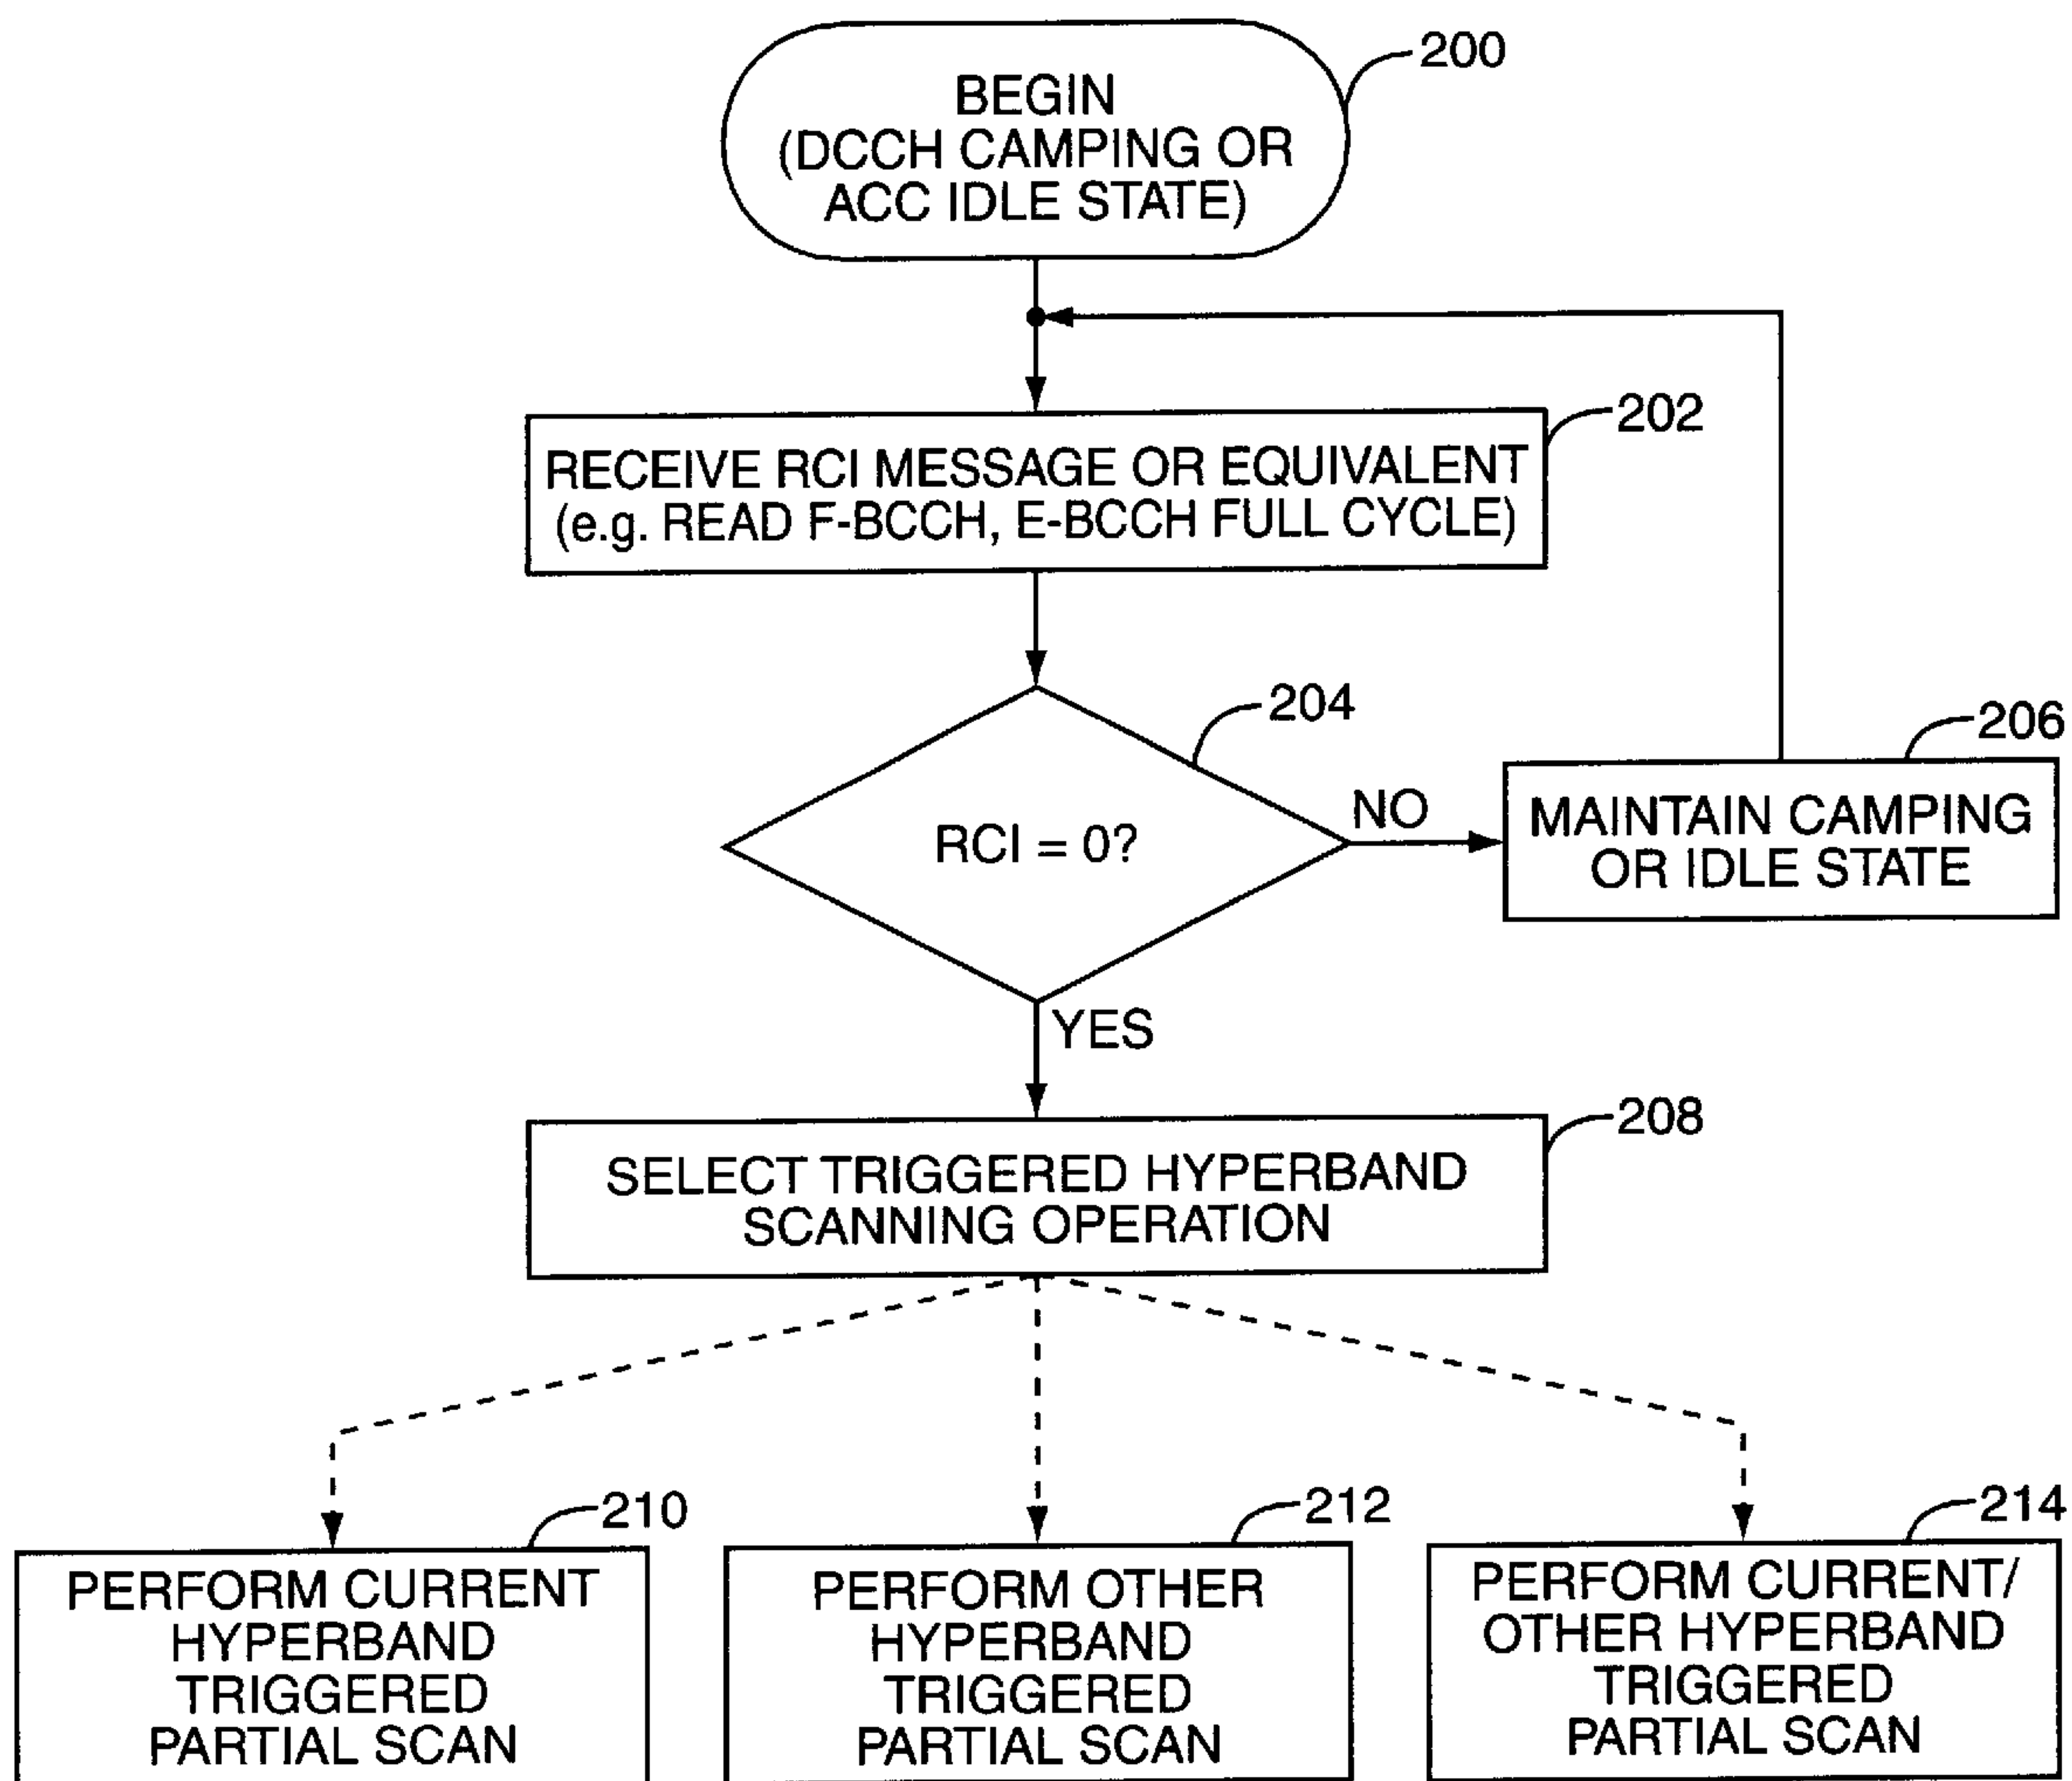 200
BEGIN
(DCCH CAMPING OR
ACC IDLE STATE)
202
RECEIVE RCI MESSAGE OR EQUIVALENT
(e.g. READ F-BCCH, E-BCCH FULL CYCLE)
204
RCI = 0?
NO
206
MAINTAIN CAMPING
OR IDLE STATE
YES
208
SELECT TRIGGERED HYPERBAND
SCANNING OPERATION
210
PERFORM CURRENT
HYPERBAND
TRIGGERED
PARTIAL SCAN
212
PERFORM OTHER
HYPERBAND
TRIGGERED
PARTIAL SCAN
214
PERFORM CURRENT/
OTHER HYPERBAND
TRIGGERED
PARTIAL SCAN